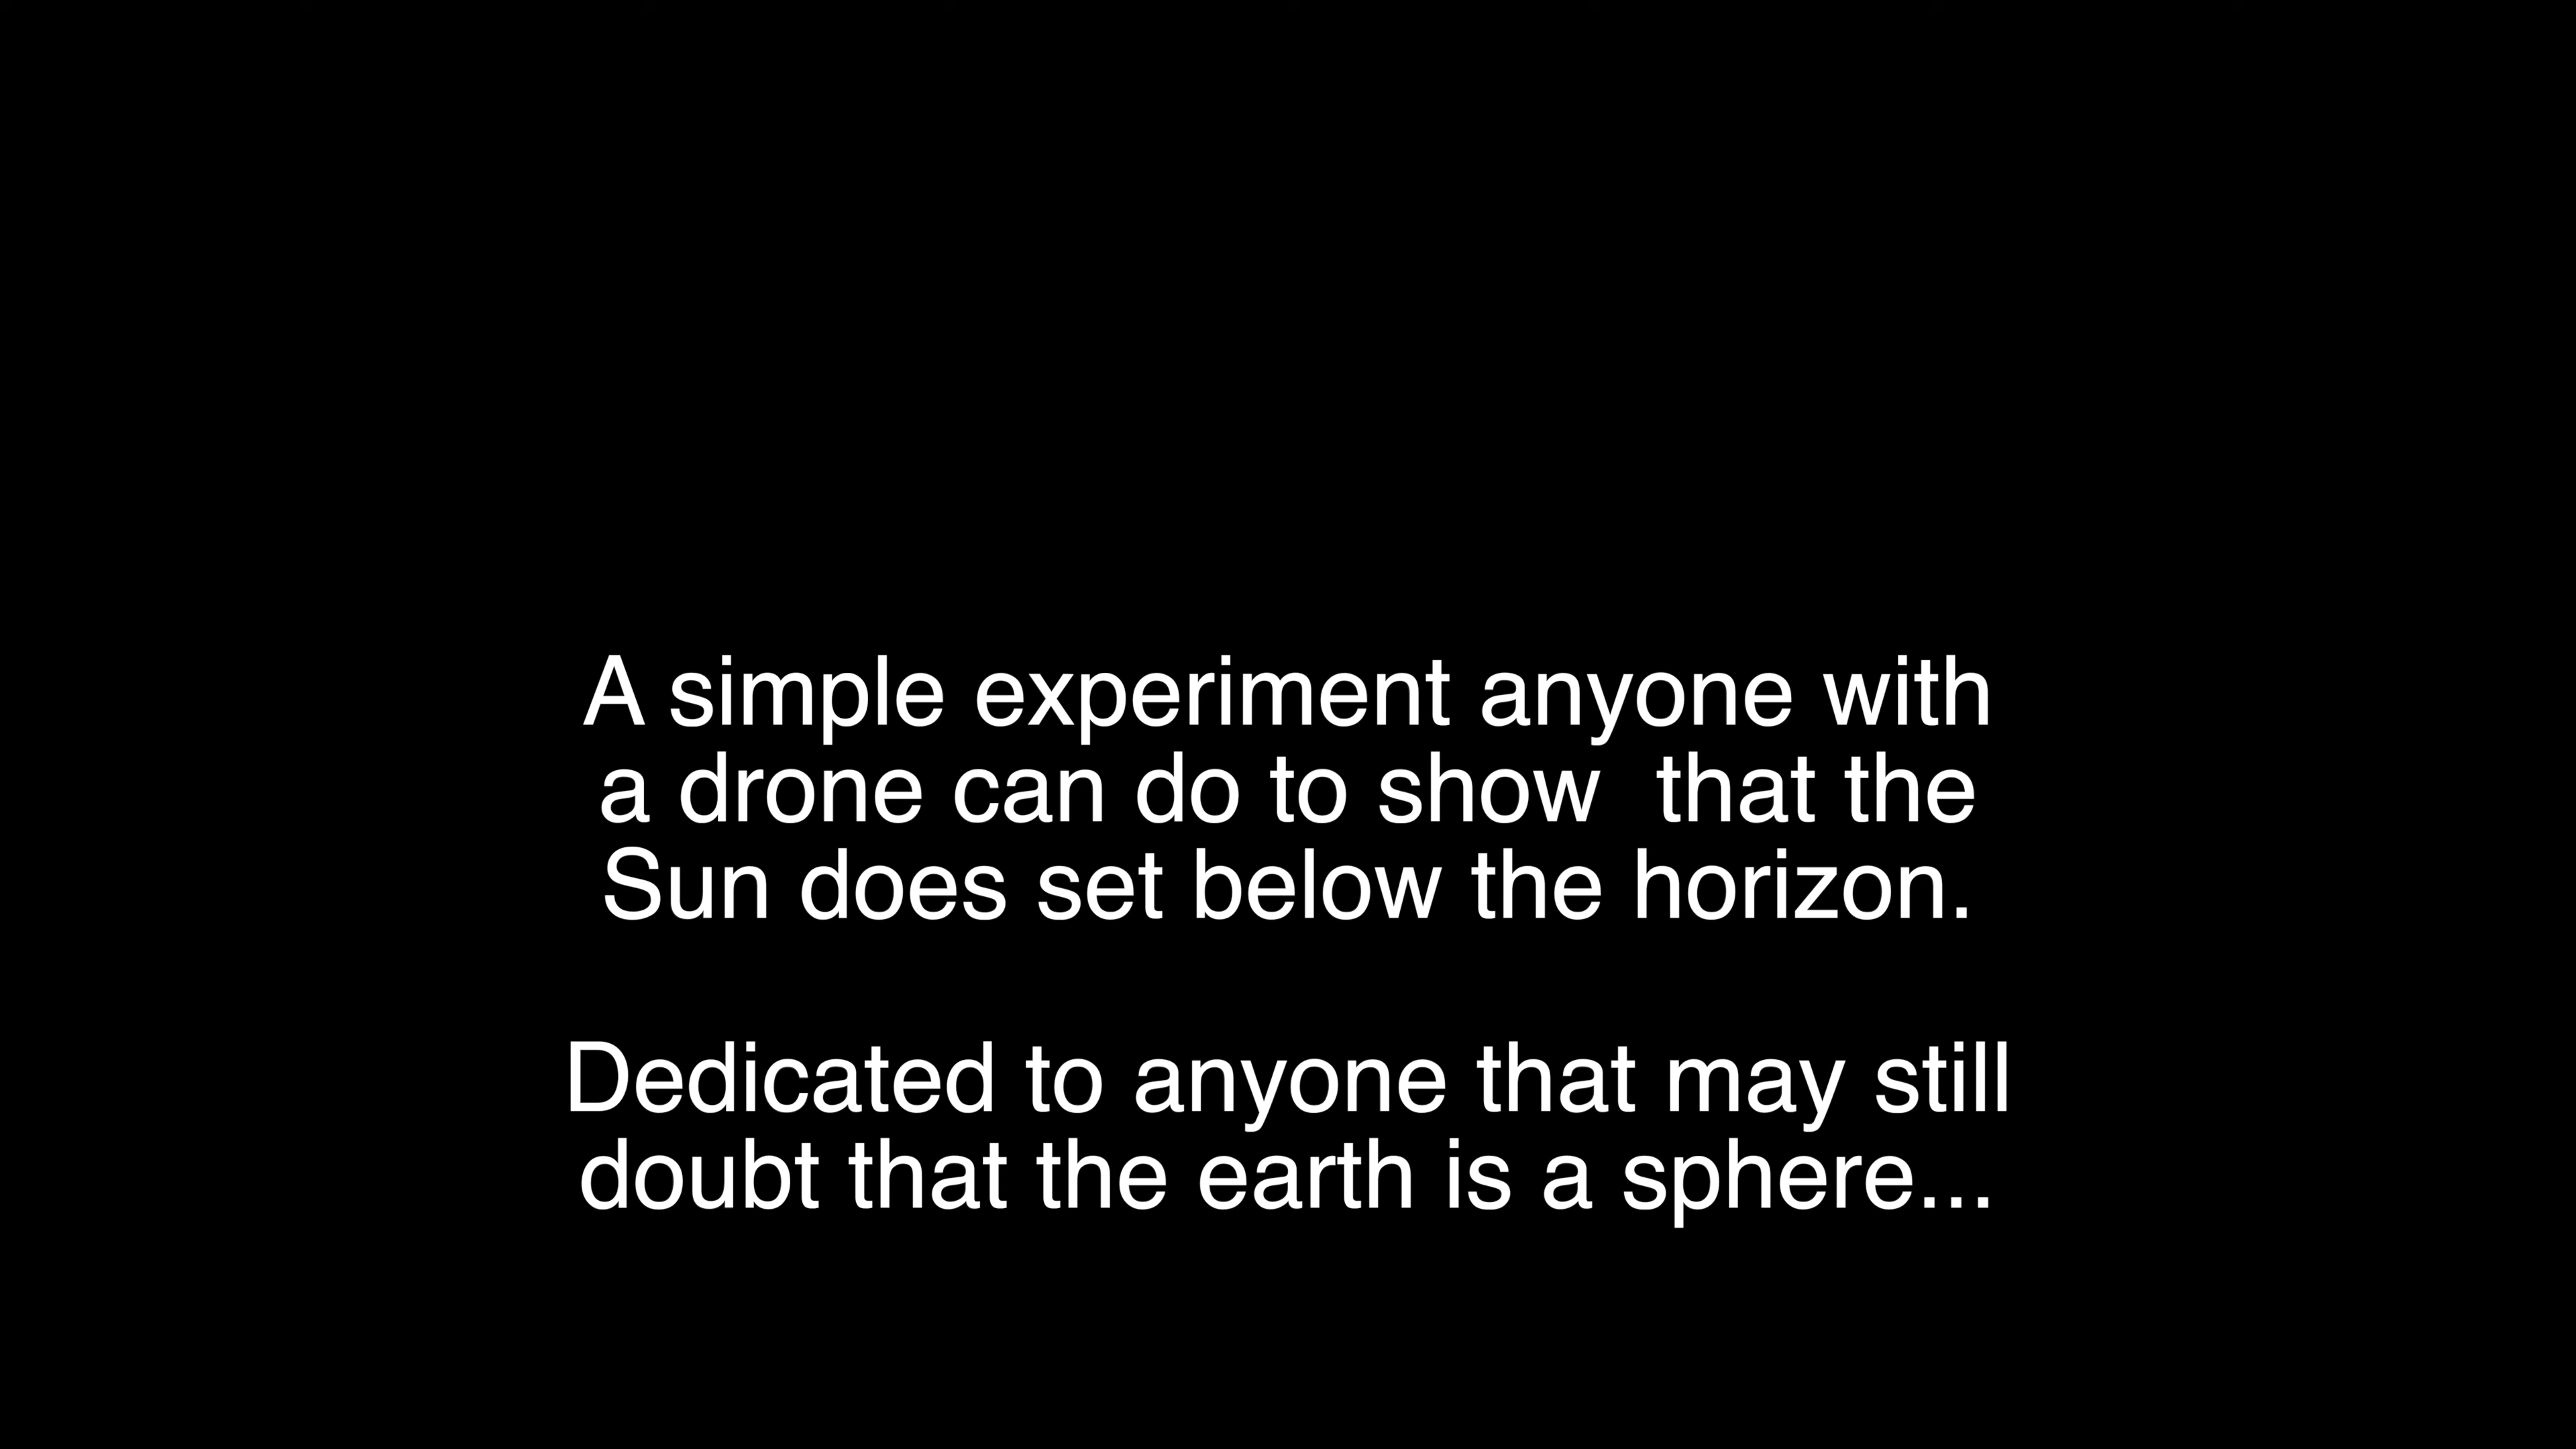 A simple experiment anyone with
a drone can do to show  that the
Sun does set below the horizon.
Dedicated to anyone that may still
doubt that the earth is a sphere...